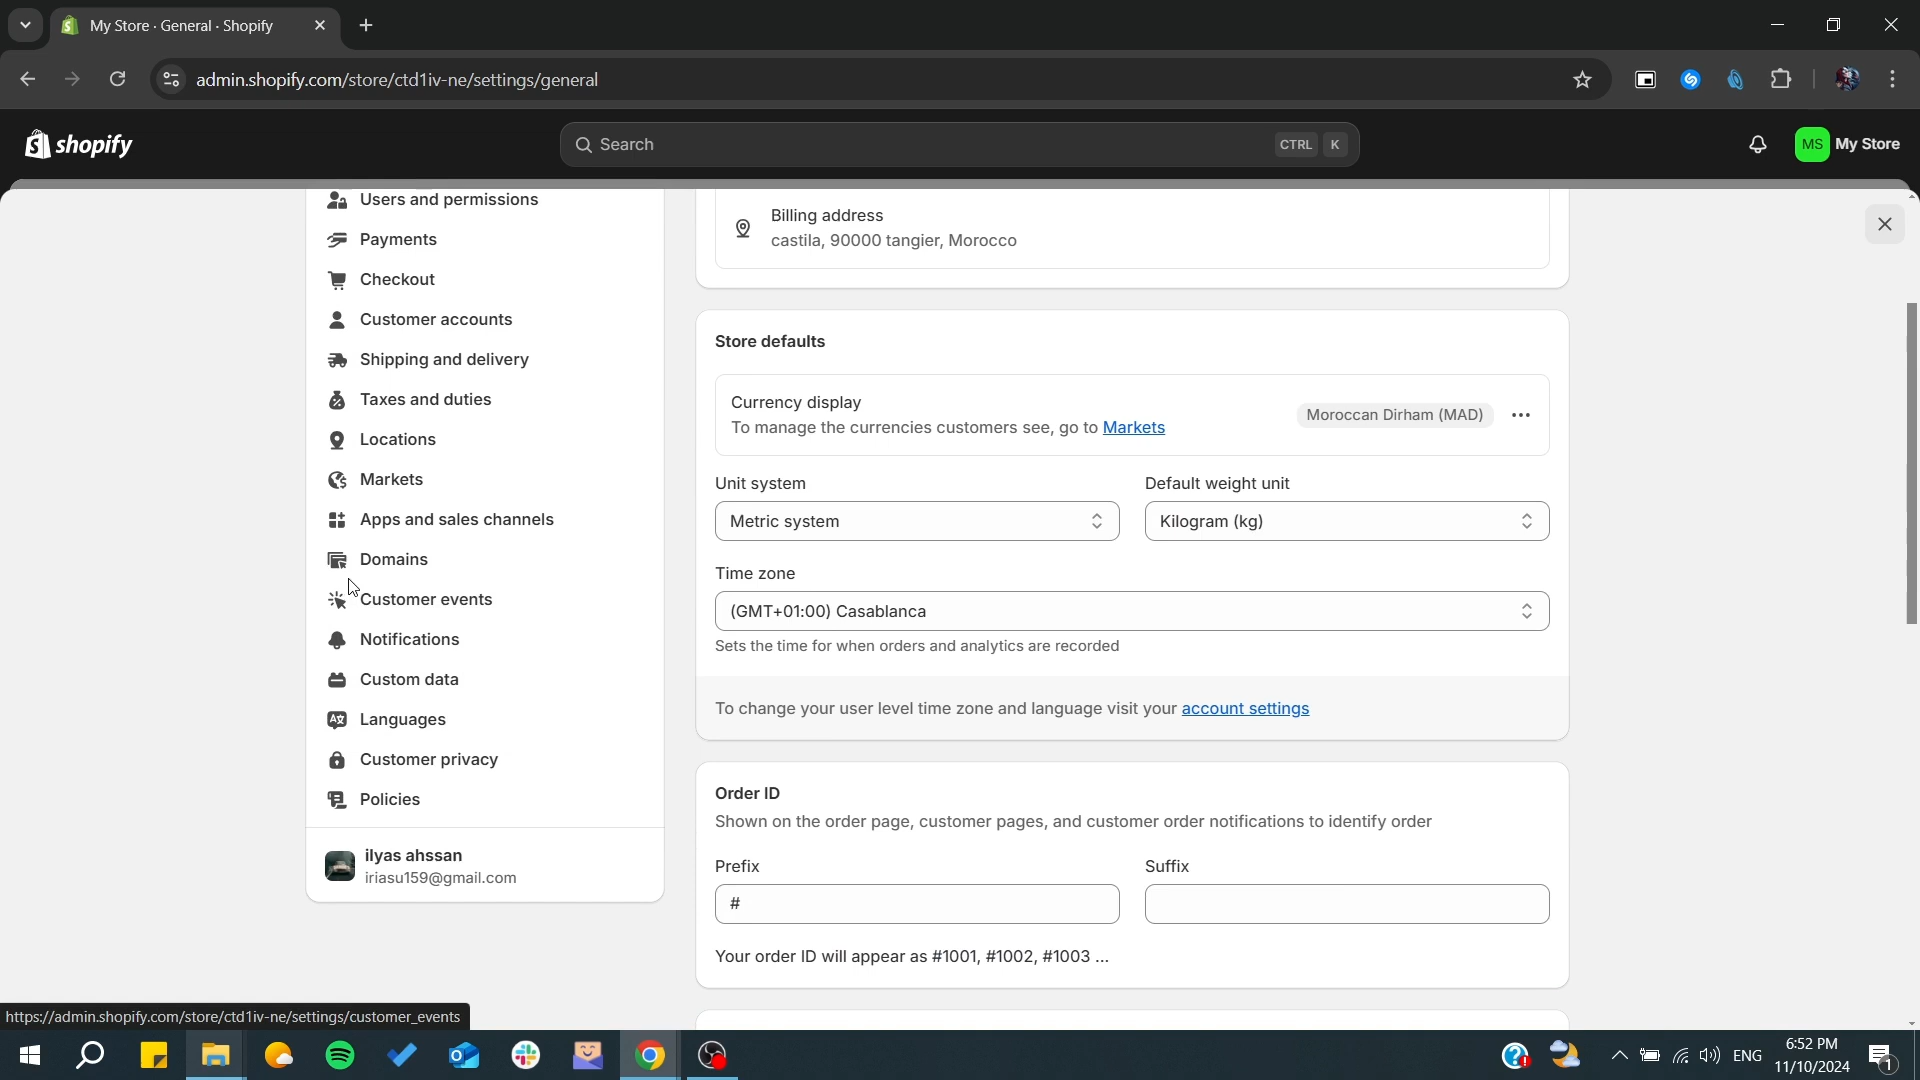 My Store · General · Shopify
admin.shopify.com/store/ctd1iv-ne/settings/general
shopify
Search
CTRL K
MS My Store
Users and permissions
Payments
Checkout
Customer accounts
Shipping and delivery
Taxes and duties
Locations
Markets
Apps and sales channels
Domains
Customer events
Notifications
Custom data
Languages
Customer privacy
Policies
ilyas ahssan
iriasu159@gmail.com
Billing address
castila, 90000 tangier, Morocco
Store defaults
Currency display
To manage the currencies customers see, go to Markets
Moroccan Dirham (MAD)
Unit system
Metric system
Default weight unit
Kilogram (kg)
Time zone
(GMT+01:00) Casablanca
Sets the time for when orders and analytics are recorded
To change your user level time zone and language visit your account settings
Order ID
Shown on the order page, customer pages, and customer order notifications to identify order
Prefix
#
Suffix
Your order ID will appear as #1001, #1002, #1003 ...
https://admin.shopify.com/store/ctd1iv-ne/settings/customer_events
ENG
6:52 PM
11/10/2024
1